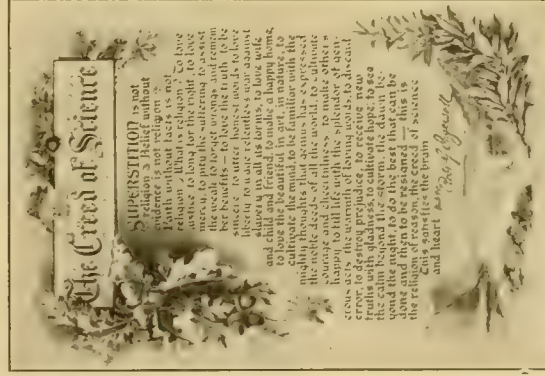 The Creed of Science
SUPERSTITION is not
religion. Belief without
evidence is not religion.
Faith without facts is not
religion. What is religion? To love
justice to long for the right, to love
mercy, to pity the suffering, to assist
the weak, to forget wrongs and remem
ber benefits—to love the truth, to be
sincere to utter honest words to love
liberty to wage relentless war against
slavery in all its forms, to love wife
and child and friend, to make a happy home,
to love the beautiful in art, in nature, to
cultivate the mind to be familiar with the
mighty thoughts that genius has expressed
the noble deeds of all the world, to cultivate
courage and cheerfulness to make others
happy to fill life with the splendor of gen
erous acts the warmth of loving words, to discard
error, to destroy prejudice, to receive new
truths with gladness, to cultivate hope, to see
the calm beyond the storm, the dawn be-
yond the night, to do the best that can be
done and then to be resigned — this is
the religion of reason, the creed of science
This satisfies the brain
and heart